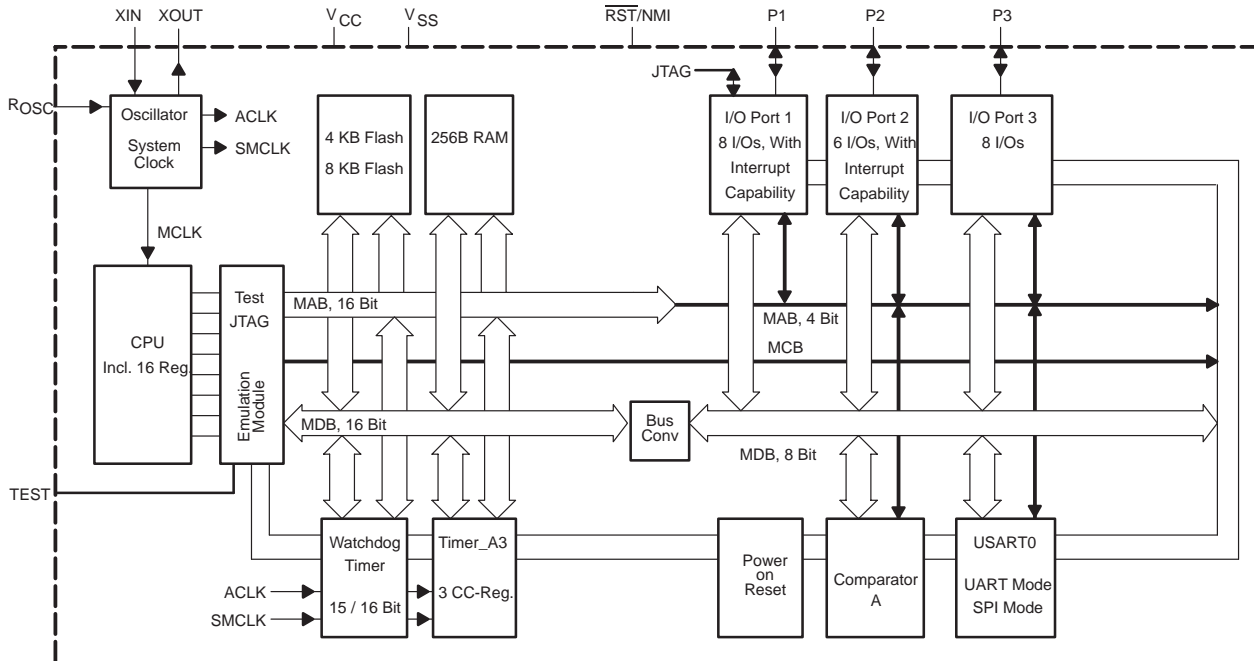 XIN
XOUT
VCC
VSS
RST/NMI
P1
P2
P3
JTAG
ROSC
Oscillator
System
Clock
ACLK
SMCLK
4 KB Flash
8 KB Flash
256B RAM
I/O Port 1
8 I/Os, With
Interrupt
Capability
I/O Port 2
6 I/Os, With
Interrupt
Capability
I/O Port 3
8 I/Os
MCLK
CPU
Incl. 16 Reg.
Test
JTAG
Emulation
Module
MAB, 16 Bit
MAB, 4 Bit
MCB
MDB, 16 Bit
Bus
Conv
MDB, 8 Bit
TEST
Watchdog
Timer
15 / 16 Bit
Timer_A3
3 CC-Reg.
ACLK
SMCLK
Power
on
Reset
Comparator
A
USART0
UART Mode
SPI Mode